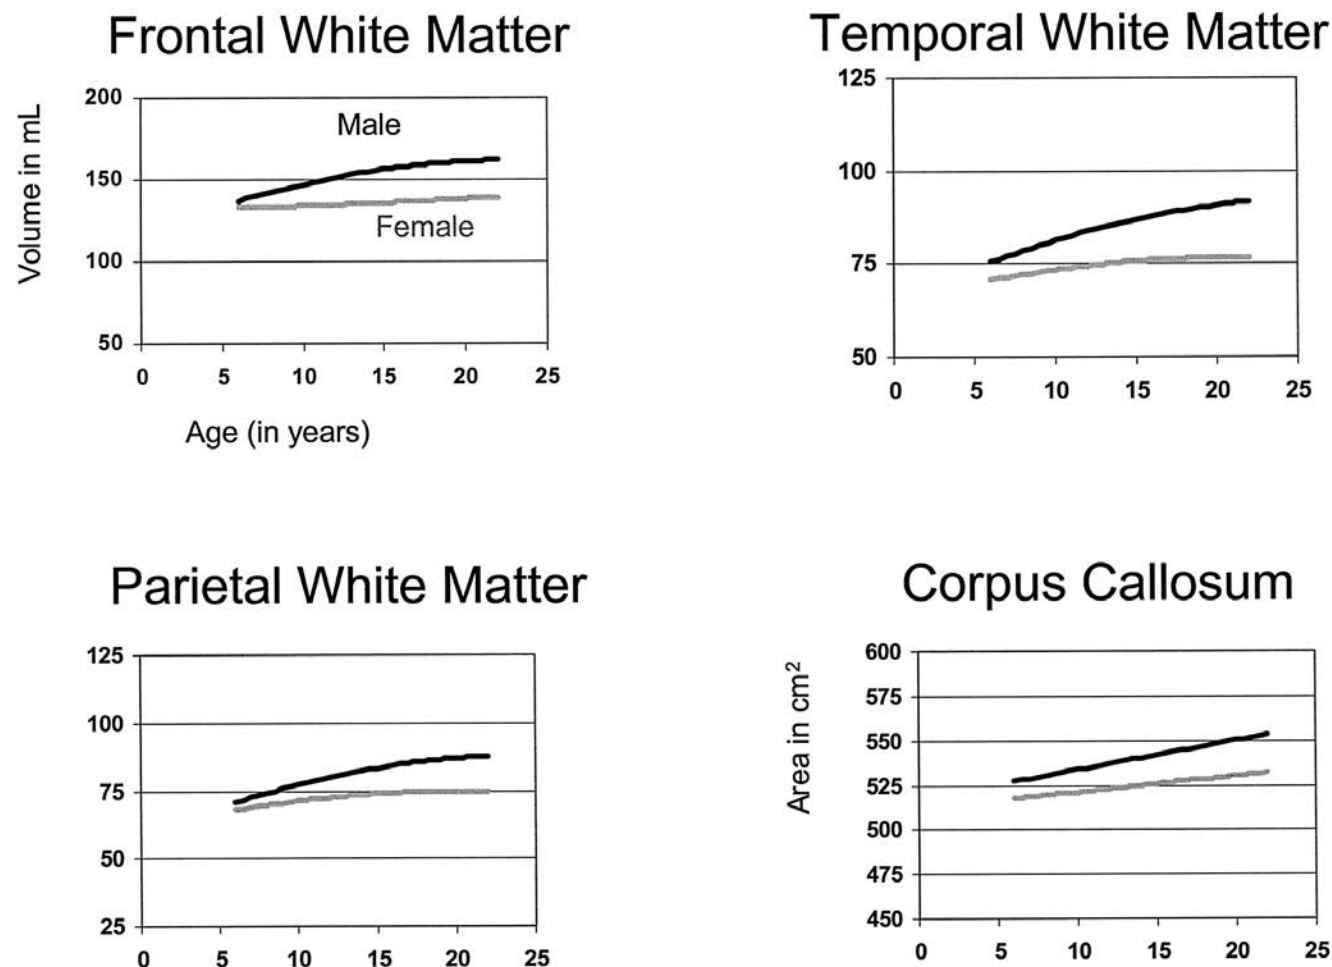 Frontal White Matter
Volume in mL
200
150
100
50
Male
Female
0 5 10 15 20 25
Age (in years)
Temporal White Matter
125
100
75
50
0 5 10 15 20 25
Parietal White Matter
125
100
75
50
25
0 5 10 15 20 25
Corpus Callosum
Area in cm²
600
575
550
525
500
475
450
0 5 10 15 20 25